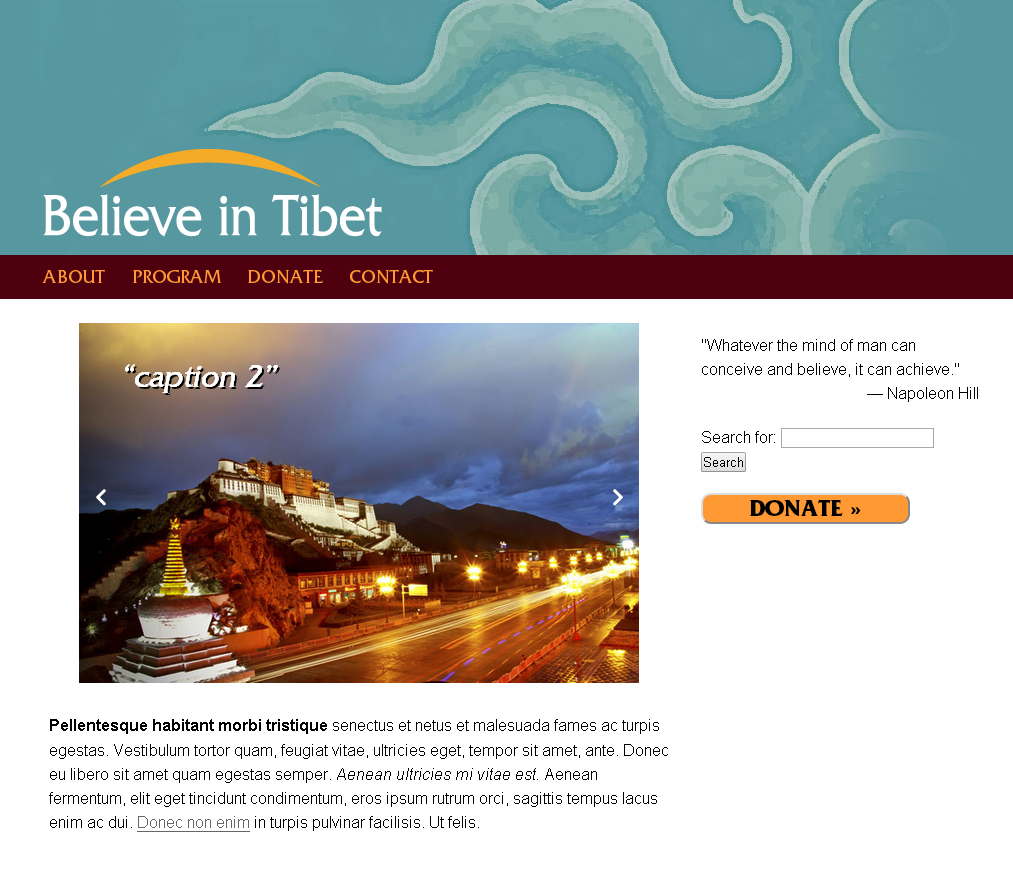 Believe in Tibet
ABOUT PROGRAM DONATE CONTACT
“caption 2”
"Whatever the mind of man can
conceive and believe, it can achieve."
— Napoleon Hill
Search for:
Search
DONATE »
Pellentesque habitant morbi tristique senectus et netus et malesuada fames ac turpis
egestas. Vestibulum tortor quam, feugiat vitae, ultricies eget, tempor sit amet, ante. Donec
eu libero sit amet quam egestas semper. Aenean ultricies mi vitae est. Aenean
fermentum, elit eget tincidunt condimentum, eros ipsum rutrum orci, sagittis tempus lacus
enim ac dui. Donec non enim in turpis pulvinar facilisis. Ut felis.